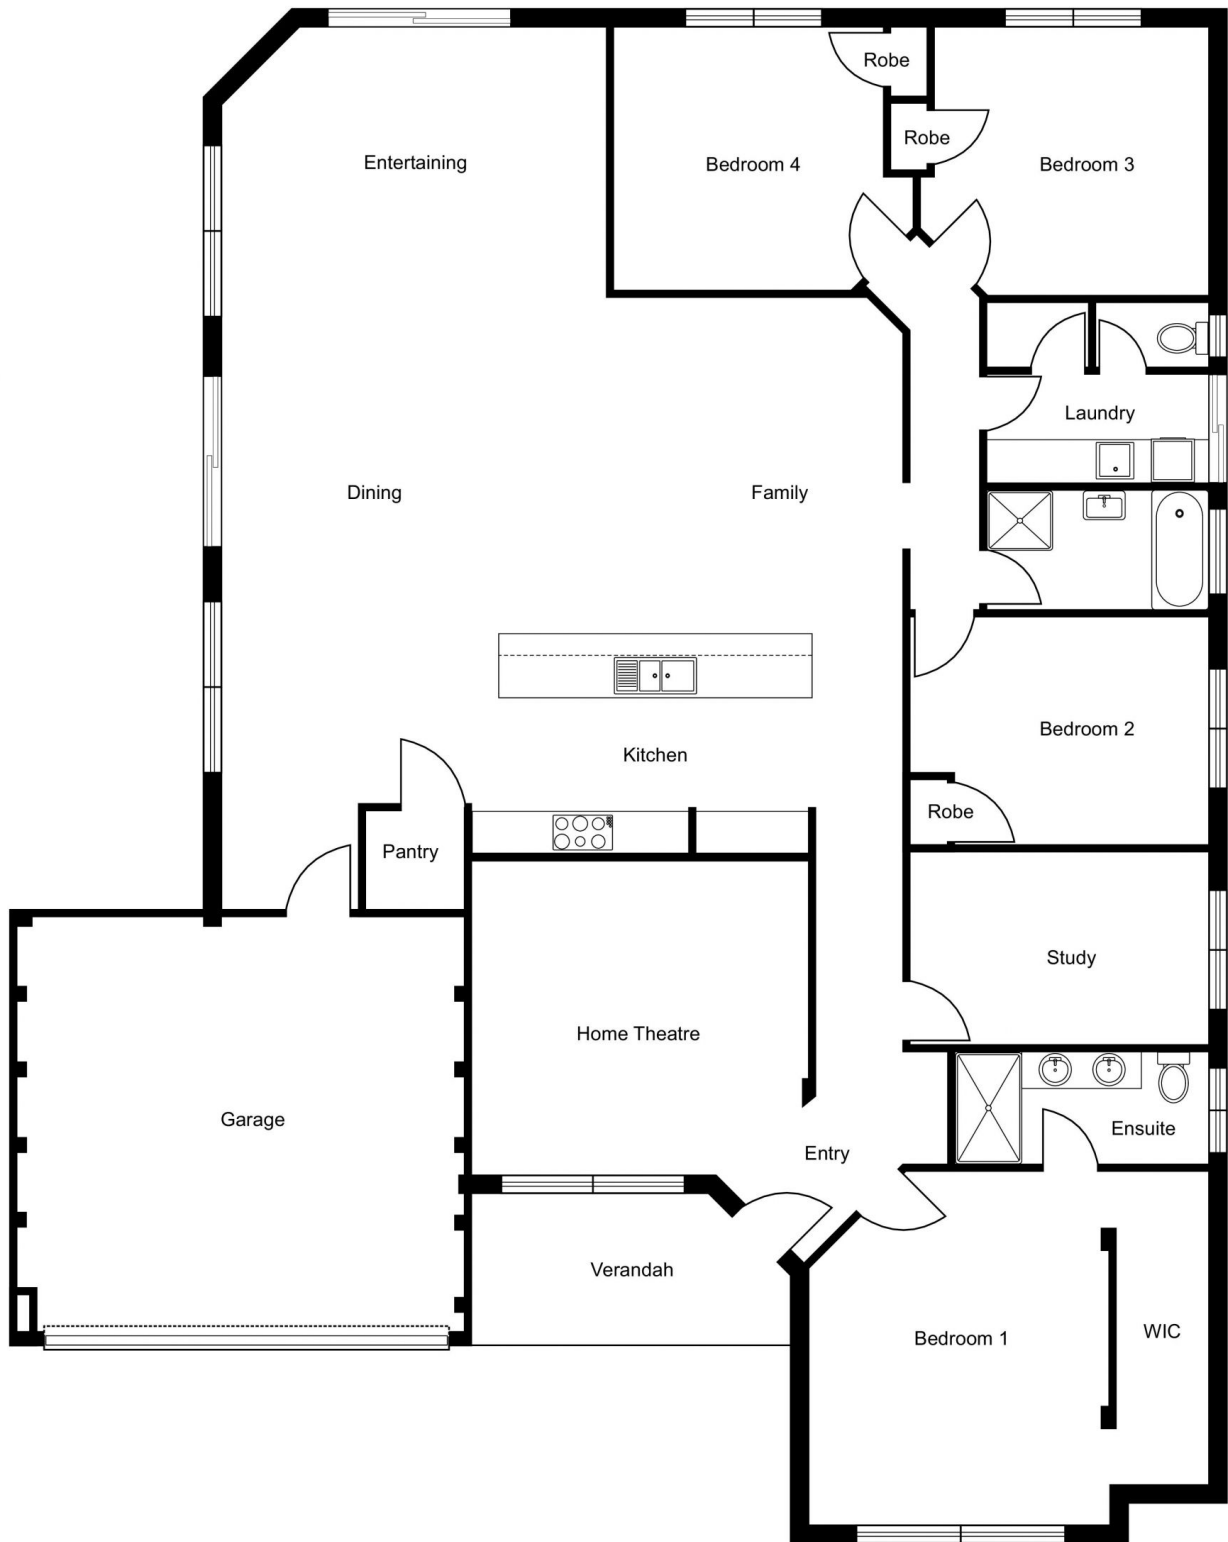 Robe
Robe
Entertaining
Bedroom 4
Bedroom 3
Laundry
Dining
Family
Bedroom 2
Kitchen
Robe
Pantry
Study
Home Theatre
Garage
Ensuite
Entry
Verandah
Bedroom 1
WIC